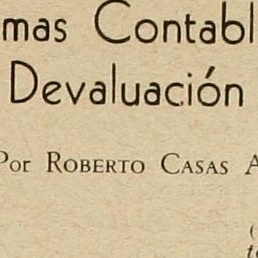 mas Contabl
Devaluación
Por Roberto Casas A
(